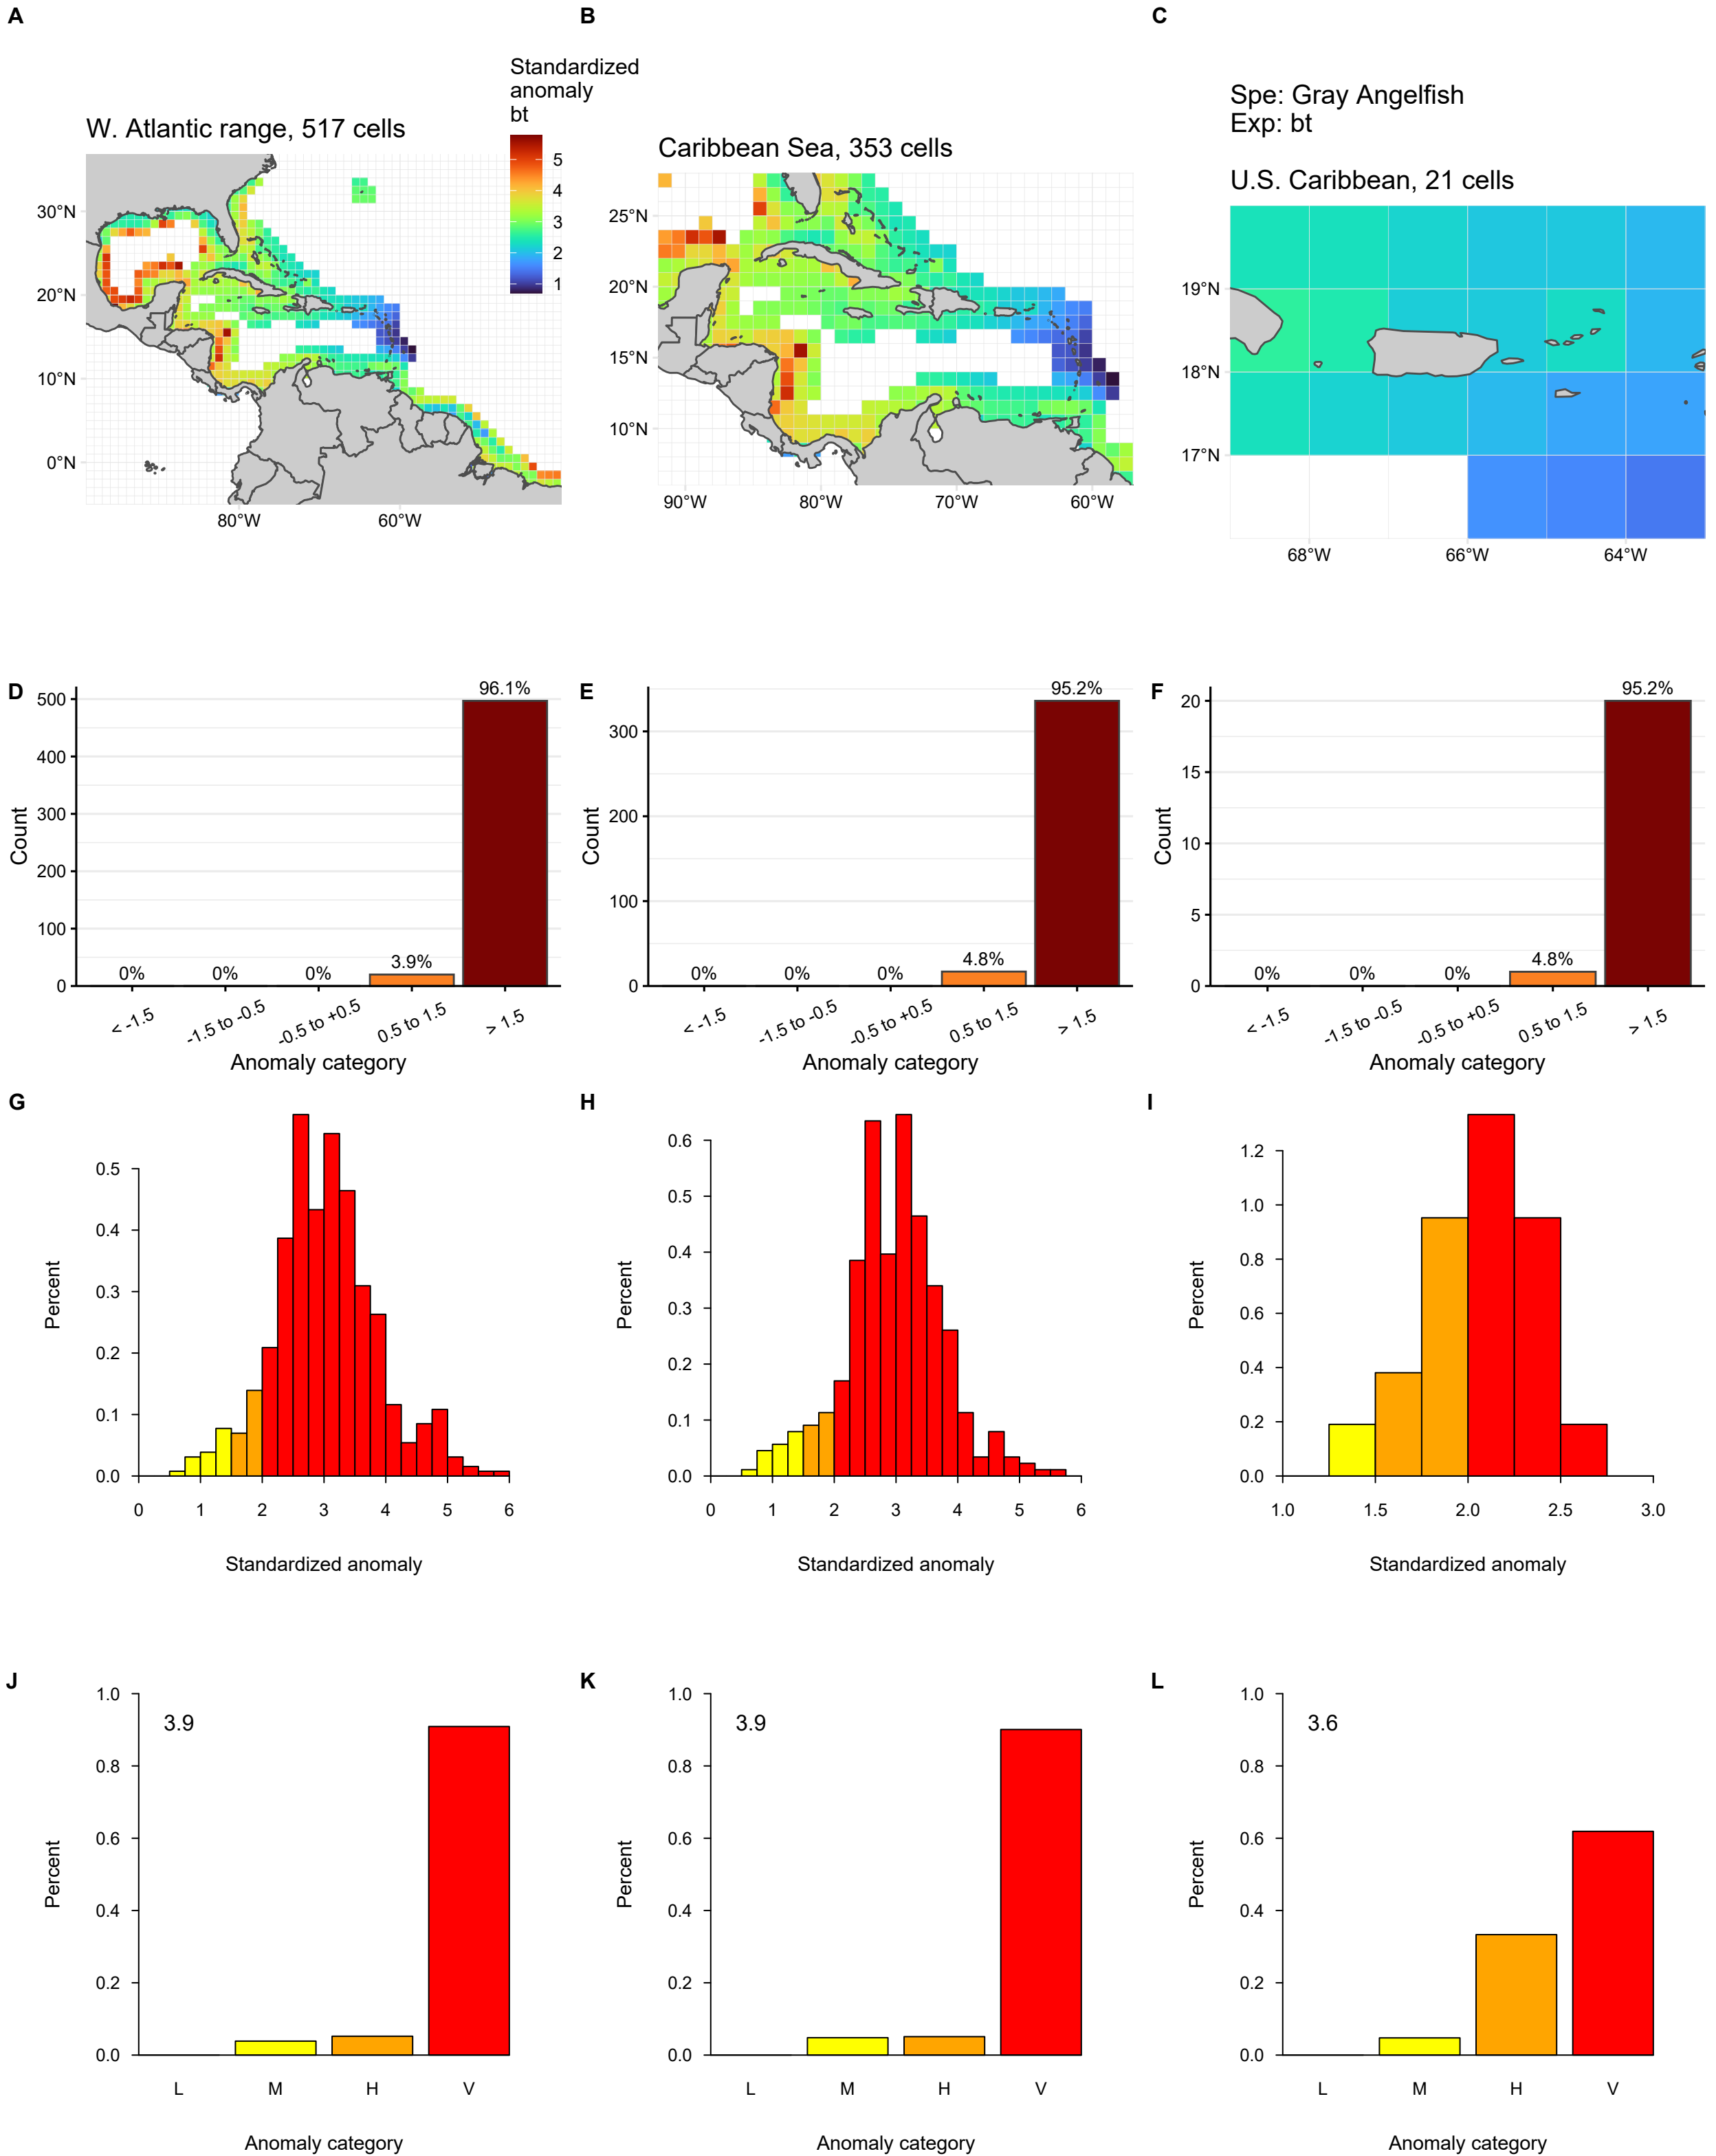 A
B
C
Standardized
anomaly
bt
5
4
3
2
1
W. Atlantic range, 517 cells
30°N
20°N
10°N
0°N
80°W
60°W
Caribbean Sea, 353 cells
25°N
20°N
15°N
10°N
90°W
80°W
70°W
60°W
Spe: Gray Angelfish
Exp: bt
U.S. Caribbean, 21 cells
19°N
18°N
17°N
68°W
66°W
64°W
D
Count
500
400
300
200
100
0
0%
0%
0%
3.9%
96.1%
< -1.5
-1.5 to -0.5
-0.5 to +0.5
0.5 to 1.5
> 1.5
Anomaly category
E
Count
300
200
100
0
0%
0%
0%
4.8%
95.2%
< -1.5
-1.5 to -0.5
-0.5 to +0.5
0.5 to 1.5
> 1.5
Anomaly category
F
Count
20
15
10
5
0
0%
0%
0%
4.8%
95.2%
< -1.5
-1.5 to -0.5
-0.5 to +0.5
0.5 to 1.5
> 1.5
Anomaly category
G
Percent
0.5
0.4
0.3
0.2
0.1
0.0
0 1 2 3 4 5 6
Standardized anomaly
H
Percent
0.6
0.5
0.4
0.3
0.2
0.1
0.0
0 1 2 3 4 5 6
Standardized anomaly
I
Percent
1.2
1.0
0.8
0.6
0.4
0.2
0.0
1.0 1.5 2.0 2.5 3.0
Standardized anomaly
J
Percent
1.0
0.8
0.6
0.4
0.2
0.0
3.9
L M H V
Anomaly category
K
Percent
1.0
0.8
0.6
0.4
0.2
0.0
3.9
L M H V
Anomaly category
L
Percent
1.0
0.8
0.6
0.4
0.2
0.0
3.6
L M H V
Anomaly category